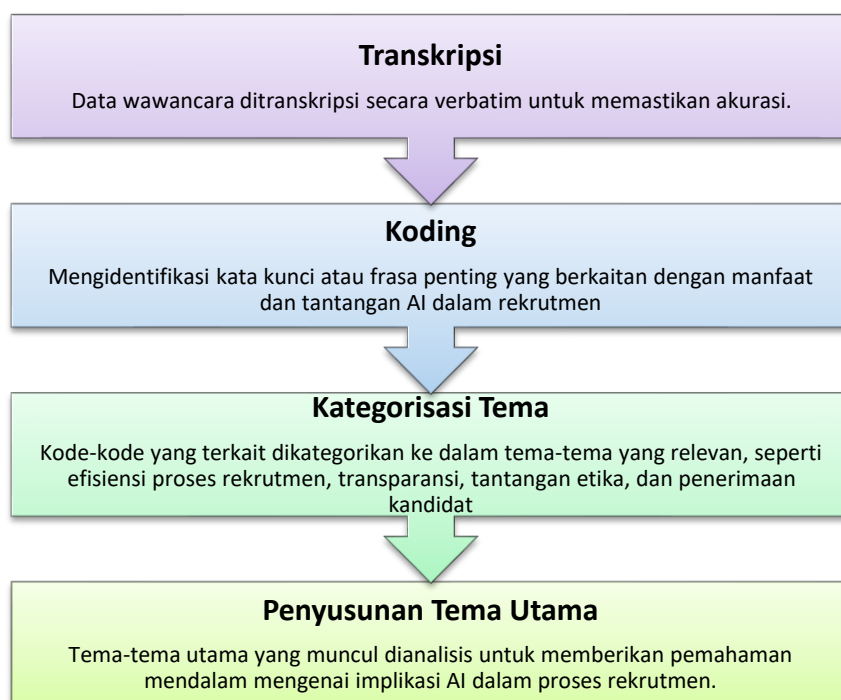 Transkripsi
Data wawancara ditranskripsi secara verbatim untuk memastikan akurasi.
Koding
Mengidentifikasi kata kunci atau frasa penting yang berkaitan dengan manfaat
dan tantangan AI dalam rekrutmen
Kategorisasi Tema
Kode-kode yang terkait dikategorikan ke dalam tema-tema yang relevan, seperti
efisiensi proses rekrutmen, transparansi, tantangan etika, dan penerimaan
kandidat
Penyusunan Tema Utama
Tema-tema utama yang muncul dianalisis untuk memberikan pemahaman
mendalam mengenai implikasi AI dalam proses rekrutmen.